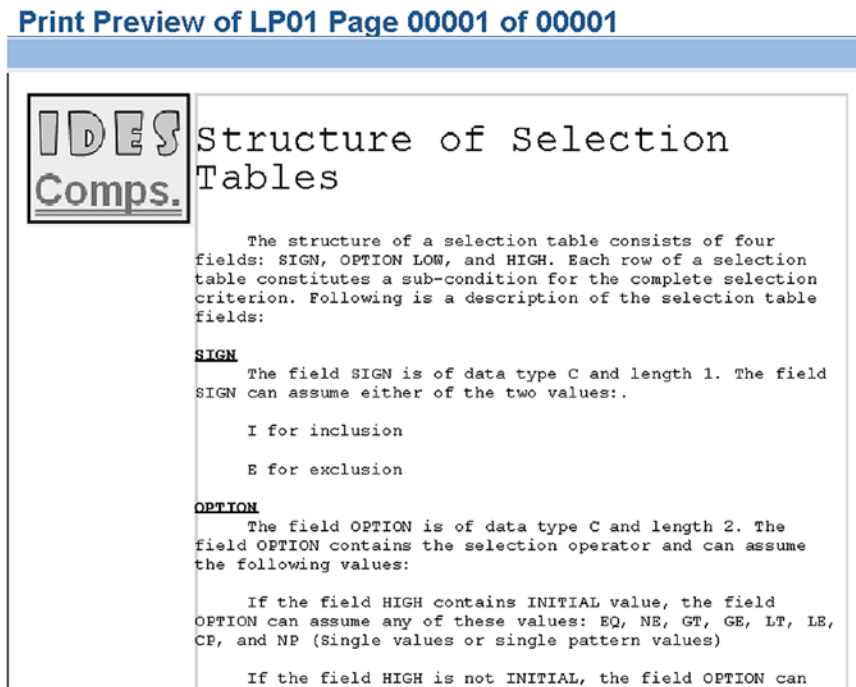 Print Preview of LP01 Page 00001 of 00001
IDES
Comps.
Structure of Selection
Tables
The structure of a selection table consists of four
fields: SIGN, OPTION LOW, and HIGH. Each row of a selection
table constitutes a sub-condition for the complete selection
criterion. Following is a description of the selection table
fields:
SIGN
The field SIGN is of data type C and length 1. The field
SIGN can assume either of the two values:.
I for inclusion
E for exclusion
OPTION
The field OPTION is of data type C and length 2. The
field OPTION contains the selection operator and can assume
the following values:
If the field HIGH contains INITIAL value, the field
OPTION can assume any of these values: EQ, NE, GT, GE, LT, LE,
CP, and NP (Single values or single pattern values)
If the field HIGH is not INITIAL, the field OPTION can